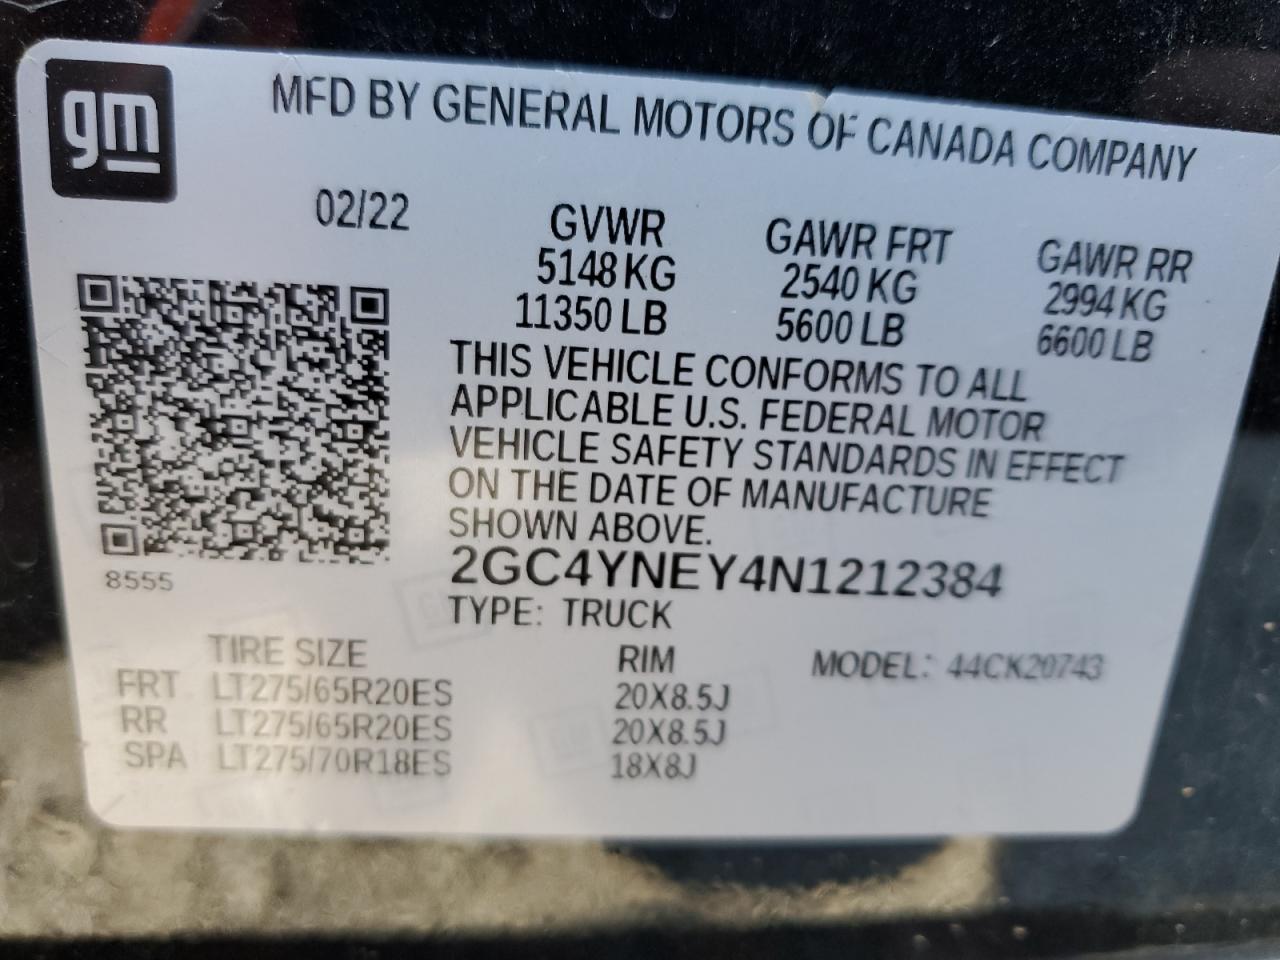 gm
MFD BY GENERAL MOTORS OF CANADA COMPANY
02/22
GVWR GAWR FRT GAWR RR
5148 KG 2540 KG 2994 KG
11350 LB 5600 LB 6600 LB
THIS VEHICLE CONFORMS TO ALL
APPLICABLE U.S. FEDERAL MOTOR
VEHICLE SAFETY STANDARDS IN EFFECT
ON THE DATE OF MANUFACTURE
SHOWN ABOVE.
8555
2GC4YNEY4N1212384
TYPE: TRUCK
TIRE SIZE RIM MODEL: 44CK20743
FRT LT275/65R20ES 20X8.5J
RR LT275/65R20ES 20X8.5J
SPA LT275/70R18ES 18X8J